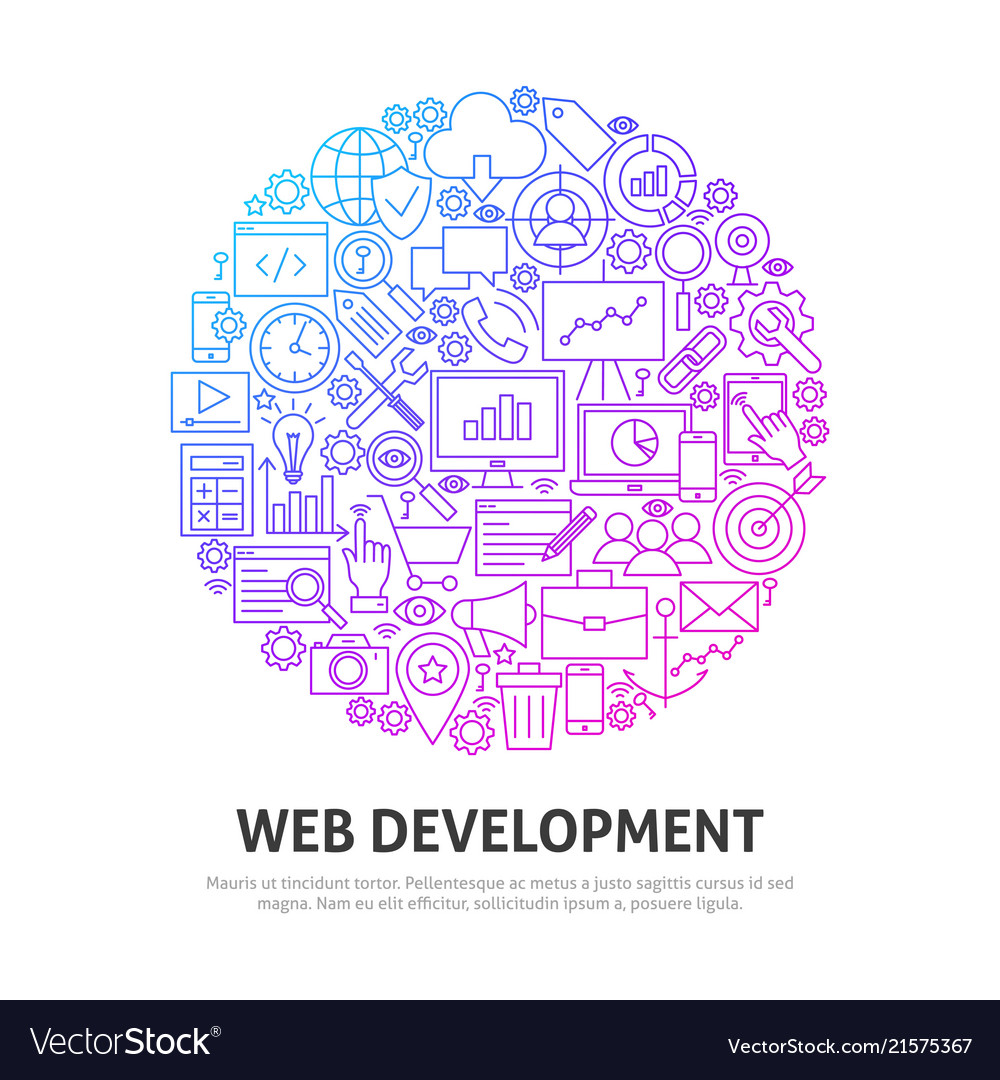 WEB DEVELOPMENT
Mauris ut tincidunt tortor. Pellentesque ac metus a justo sagittis cursus id sed
magna. Nam eu elit efficitur, sollicitudin ipsum a, posuere ligula.
VectorStock®
VectorStock.com/21575367